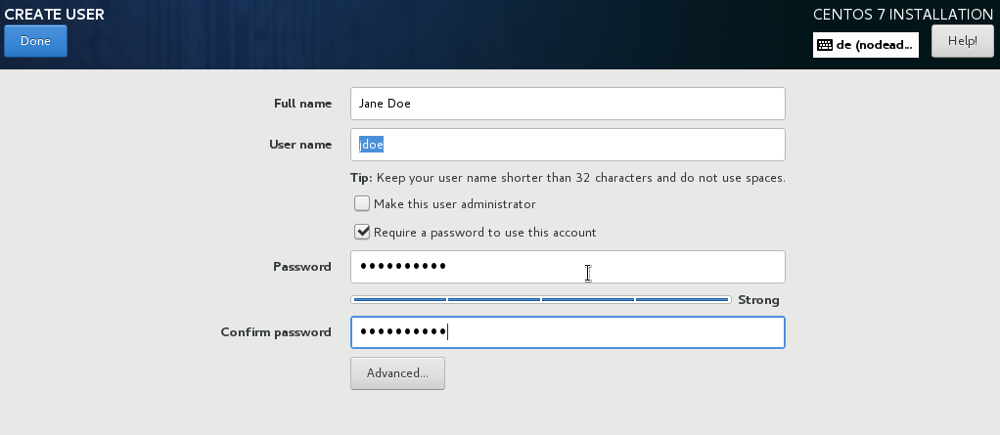 CREATE USER
CENTOS 7 INSTALLATION
Done
de (nodead...
Help!
Full name
Jane Doe
User name
jdoe
Tip: Keep your user name shorter than 32 characters and do not use spaces.
Make this user administrator
Require a password to use this account
Password
••••••••••
Strong
Confirm password
••••••••••
Advanced...